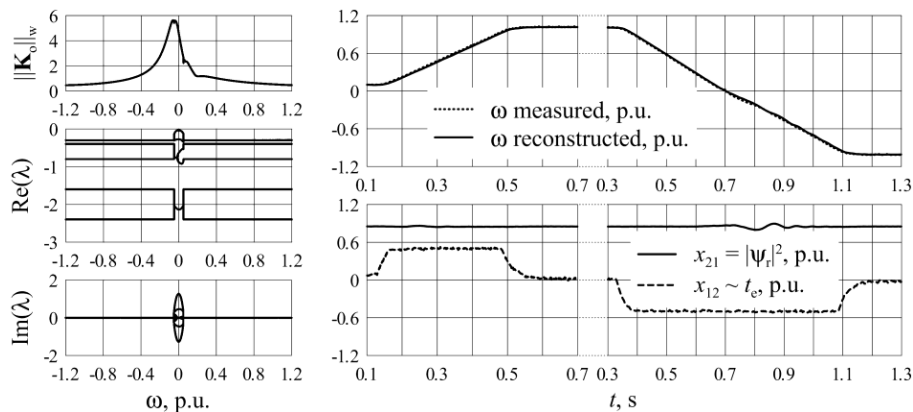 ||K_o||_w
6
4
2
0
-1.2 -0.8 -0.4 0 0.4 0.8 1.2
Re(λ)
0
-1
-2
-3
-1.2 -0.8 -0.4 0 0.4 0.8 1.2
Im(λ)
2
0
-2
-1.2 -0.8 -0.4 0 0.4 0.8 1.2
ω, p.u.
1.2
0.6
0
-0.6
-1.2
ω measured, p.u.
ω reconstructed, p.u.
0.1 0.3 0.5 0.7 0.3 0.5 0.7 0.9 1.1 1.3
1.2
0.6
0
-0.6
-1.2
x₂₁ = |ψ_r|², p.u.
x₁₂ ~ t_e, p.u.
0.1 0.3 0.5 0.7 0.3 0.5 0.7 0.9 1.1 1.3
t, s